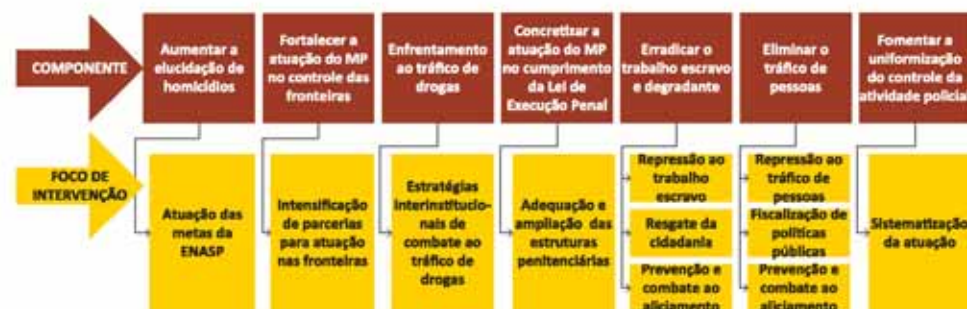 COMPONENTE
Aumentar a
elucidação de
homicídios
Fortalecer a
atuação do MP
no controle das
fronteiras
Enfrentamento
ao tráfico de
drogas
Concretizar a
atuação do MP
no cumprimento
da Lei de
Execução Penal
Erradicar o
trabalho escravo
e degradante
Eliminar o
tráfico de
pessoas
Fomentar a
uniformização
do controle da
atividade policial
FOCO DE
INTERVENÇÃO
Atuação das
metas da
ENASP
Intensificação
de parcerias
para atuação
nas fronteiras
Estratégias
interinstitucio-
nais de
combate ao
tráfico de
drogas
Adequação e
ampliação das
estruturas
penitenciárias
Repressão ao
trabalho
escravo
Resgate da
cidadania
Prevenção e
combate ao
aliciamento
Repressão ao
tráfico de
pessoas
Fiscalização de
políticas
públicas
Prevenção e
combate ao
aliciamento
Sistematização
da atuação